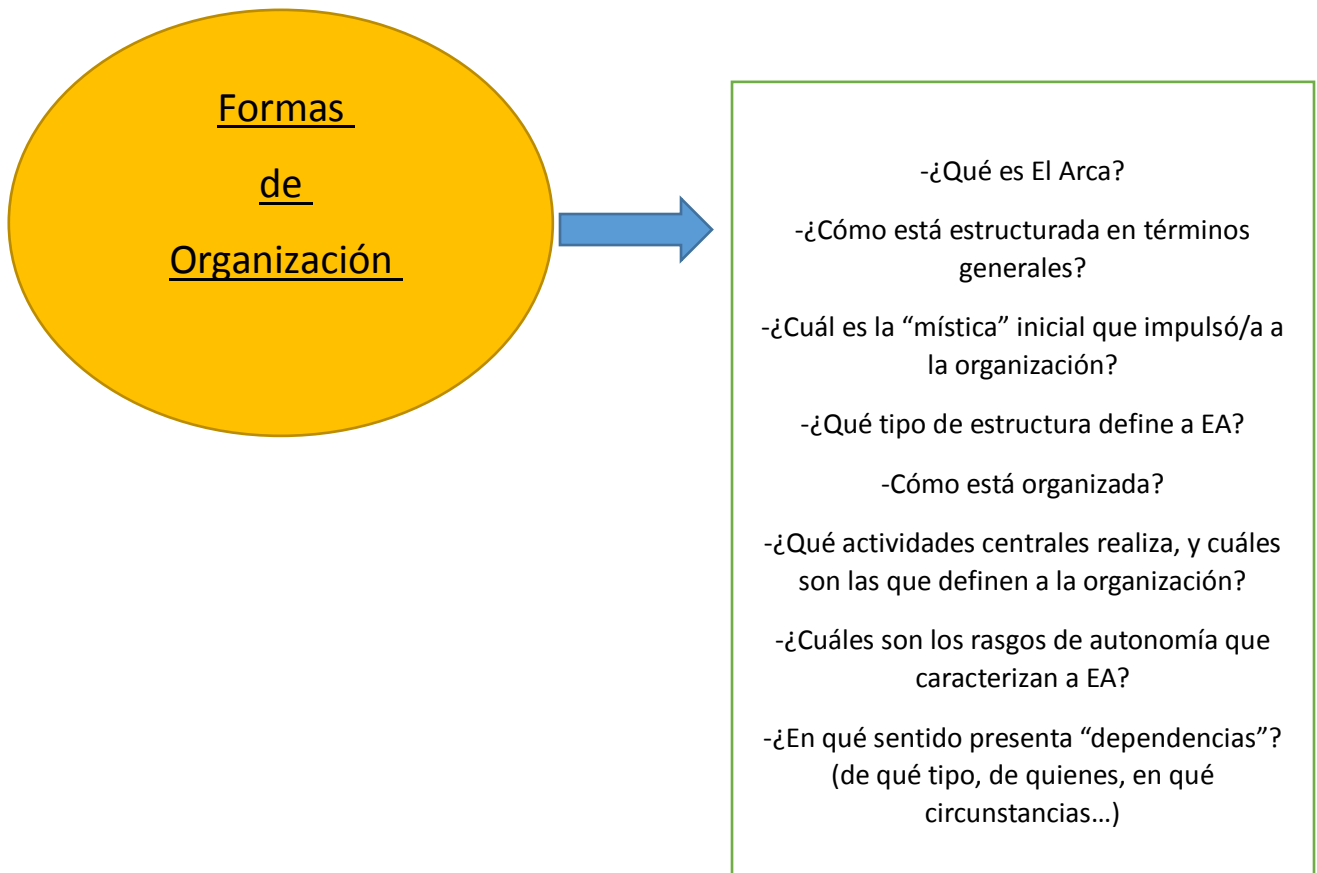 Formas
de
Organización
-¿Qué es El Arca?
-¿Cómo está estructurada en términos
generales?
-¿Cuál es la “mística” inicial que impulsó/a a
la organización?
-¿Qué tipo de estructura define a EA?
-Cómo está organizada?
-¿Qué actividades centrales realiza, y cuáles
son las que definen a la organización?
-¿Cuáles son los rasgos de autonomía que
caracterizan a EA?
-¿En qué sentido presenta “dependencias”?
(de qué tipo, de quienes, en qué
circunstancias…)